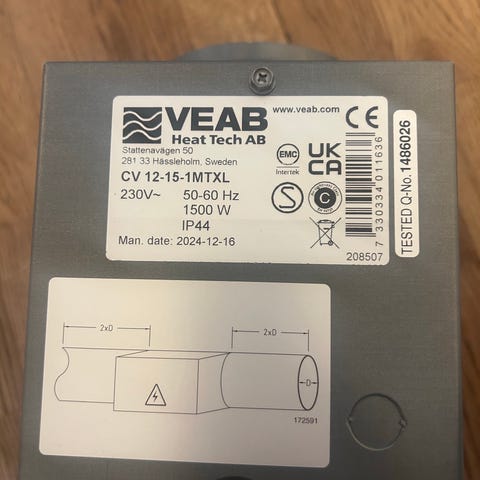 VEAB
Heat Tech AB
www.veab.com
CE
Stattenavägen 50
281 33 Hässleholm, Sweden
CV 12-15-1MTXL
230V~ 50-60 Hz
1500 W
IP44
Man. date: 2024-12-16
EMC
Intertek
UK
CA
S
C
7 330334 011636
208507
TESTED Q-No.1486026
2xD
2xD
D
172591